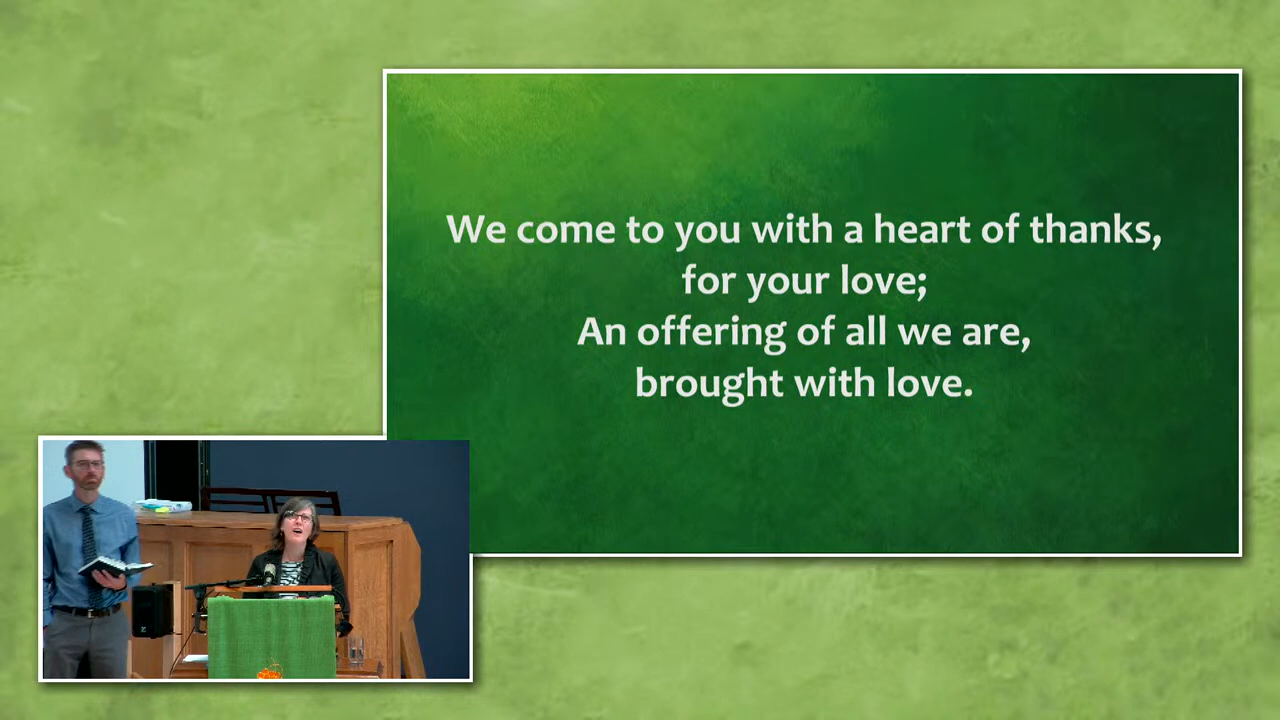 We come to you with a heart of thanks,
for your love;
An offering of all we are,
brought with love.